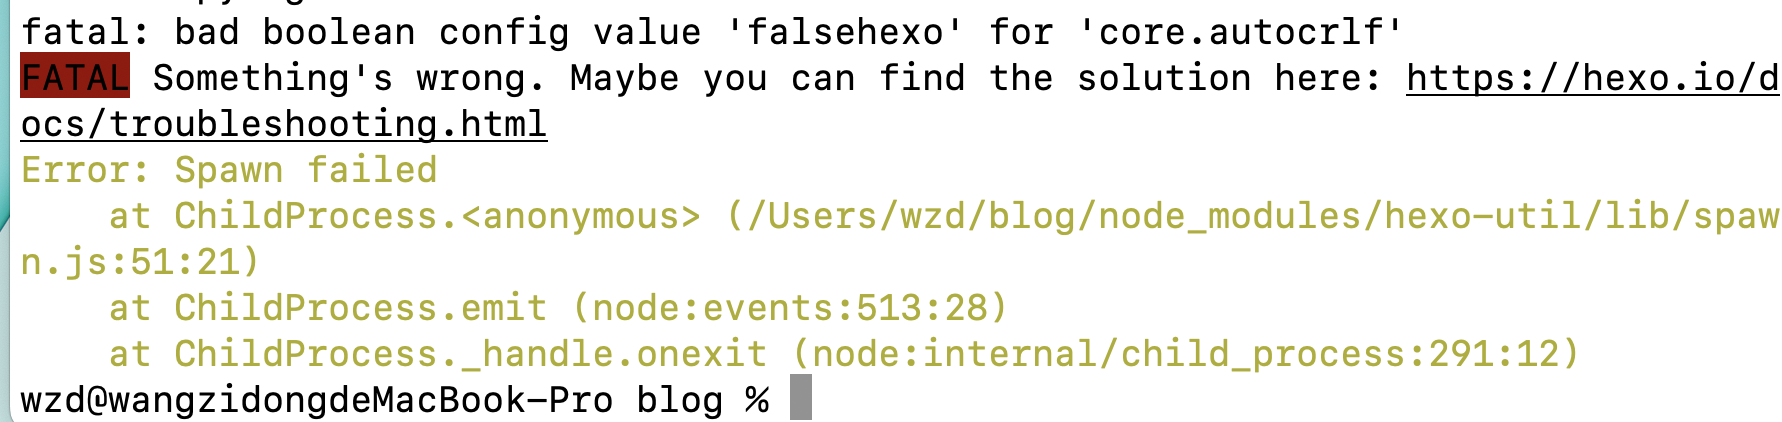 fatal: bad boolean config value 'falsehexo' for 'core.autocrlf'
FATAL Something's wrong. Maybe you can find the solution here: https://hexo.io/d
ocs/troubleshooting.html
Error: Spawn failed
    at ChildProcess.<anonymous> (/Users/wzd/blog/node_modules/hexo-util/lib/spaw
n.js:51:21)
    at ChildProcess.emit (node:events:513:28)
    at ChildProcess._handle.onexit (node:internal/child_process:291:12)
wzd@wangzidongdeMacBook-Pro blog %